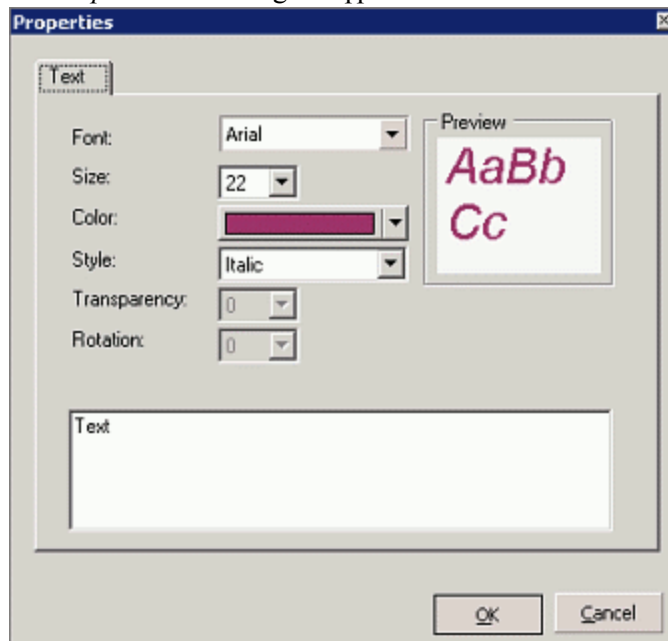 Properties
Text
Font:
Arial
Preview
AaBb
Cc
Size:
22
Color:
Style:
Italic
Transparency:
0
Rotation:
0
Text
OK
Cancel